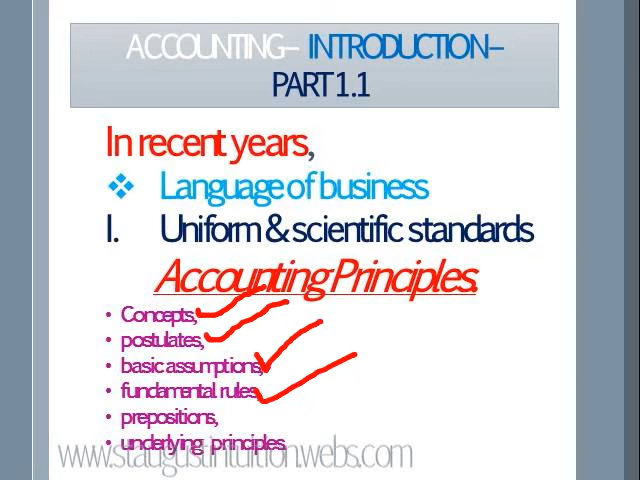 ACCOUNTING– INTRODUCTION–
PART 1.1
In recent years,
❖ Language of business
I. Uniform & scientific standards
Accounting Principles.
• Concepts,
• postulates,
• basic assumptions,
• fundamental rules
• prepositions,
• underlying principles
www.staugustintuition.webs.com